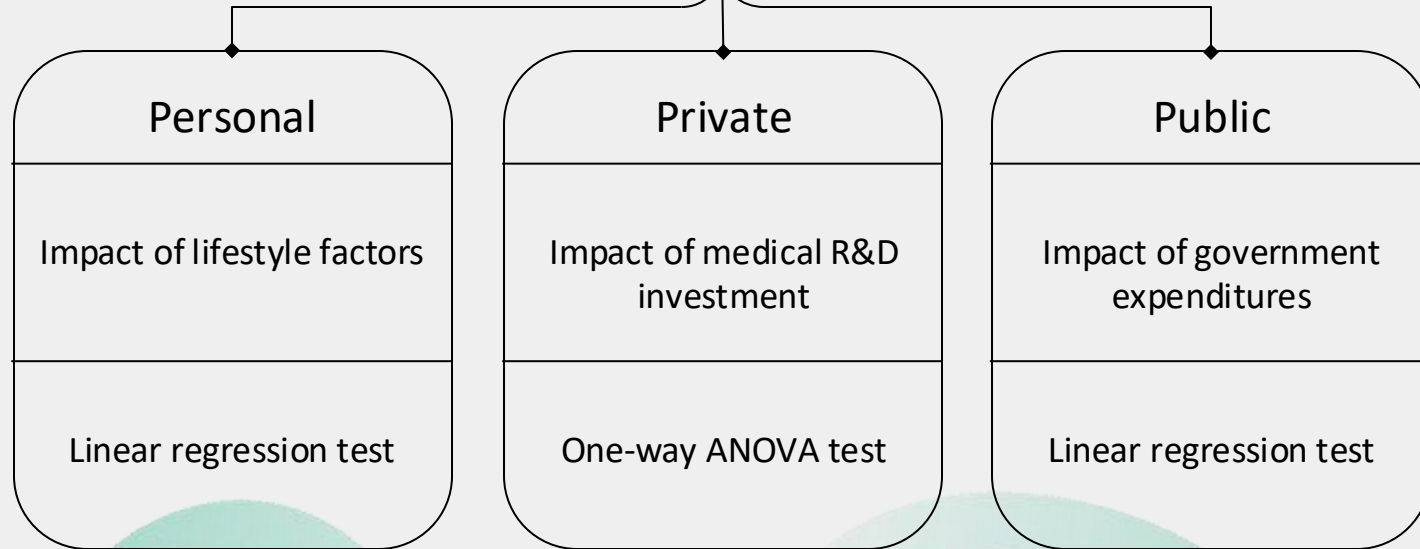 Personal
Impact of lifestyle factors
Linear regression test
Private
Impact of medical R&D
investment
One-way ANOVA test
Public
Impact of government
expenditures
Linear regression test